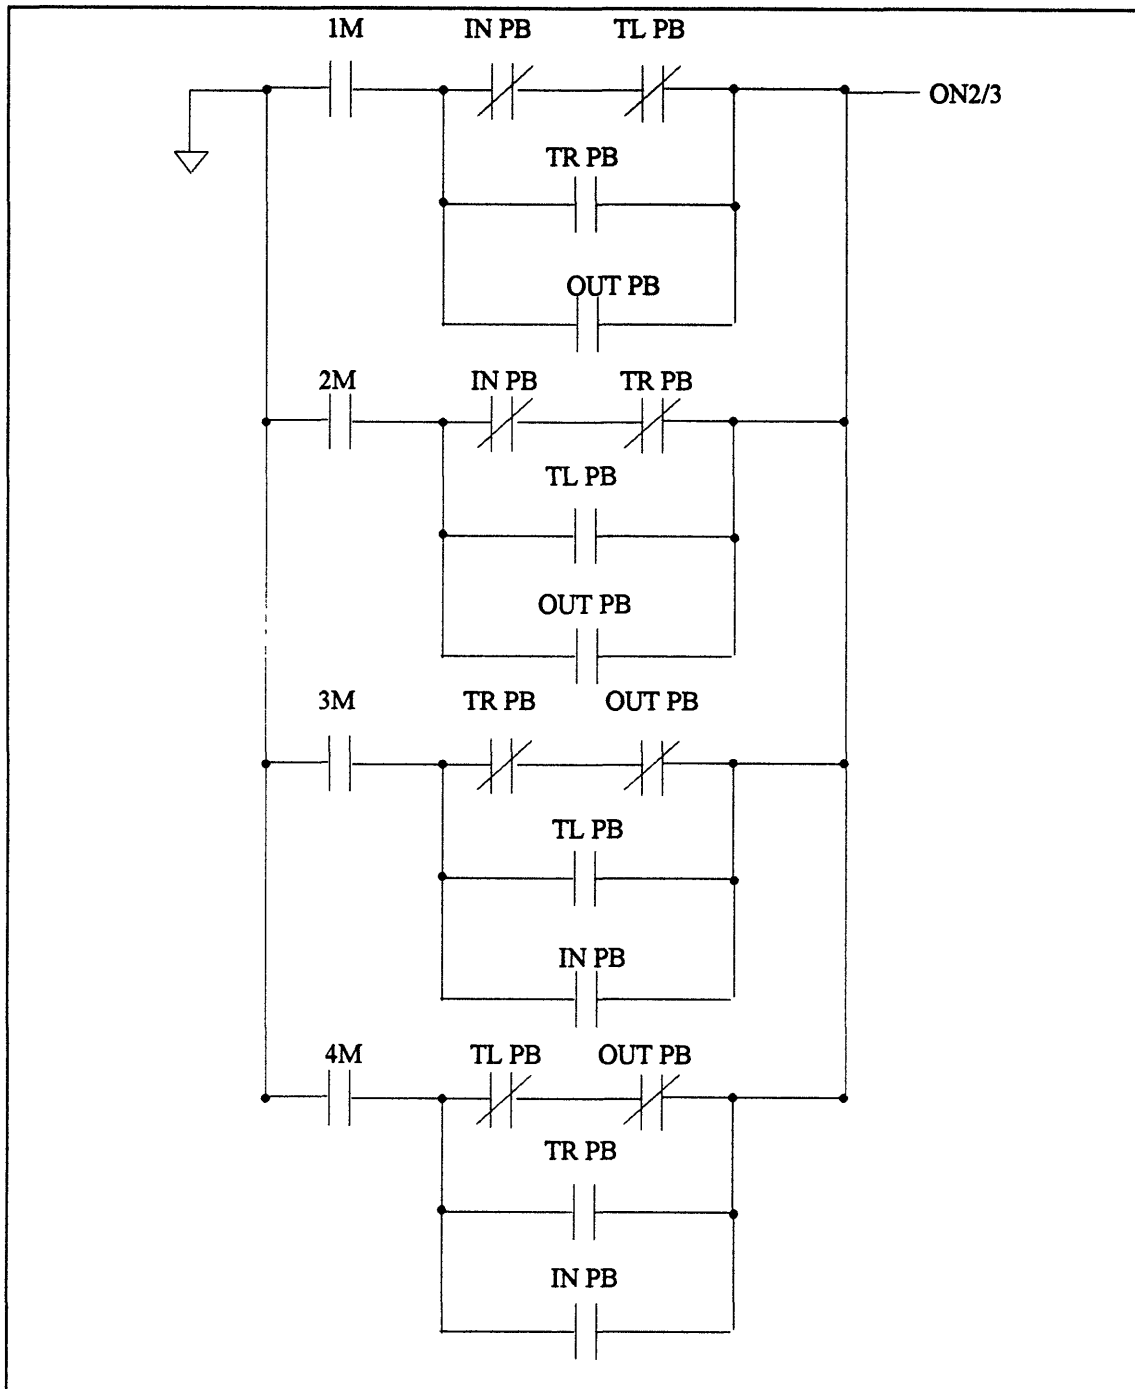 1M IN PB TL PB
ON2/3
TR PB
OUT PB
2M IN PB TR PB
TL PB
OUT PB
3M TR PB OUT PB
TL PB
IN PB
4M TL PB OUT PB
TR PB
IN PB